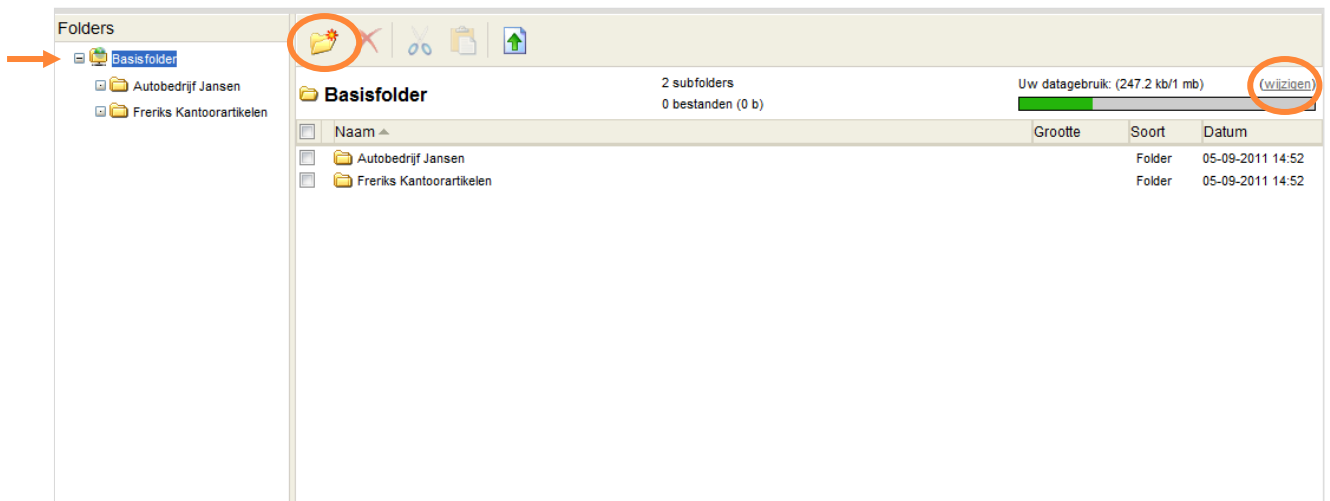 Folders
Basisfolder
Autobedrijf Jansen
Freriks Kantoorartikelen
Basisfolder
2 subfolders
0 bestanden (0 b)
Uw datagebruik: (247.2 kb/1 mb) (wijzigen)
Naam Grootte Soort Datum
Autobedrijf Jansen Folder 05-09-2011 14:52
Freriks Kantoorartikelen Folder 05-09-2011 14:52